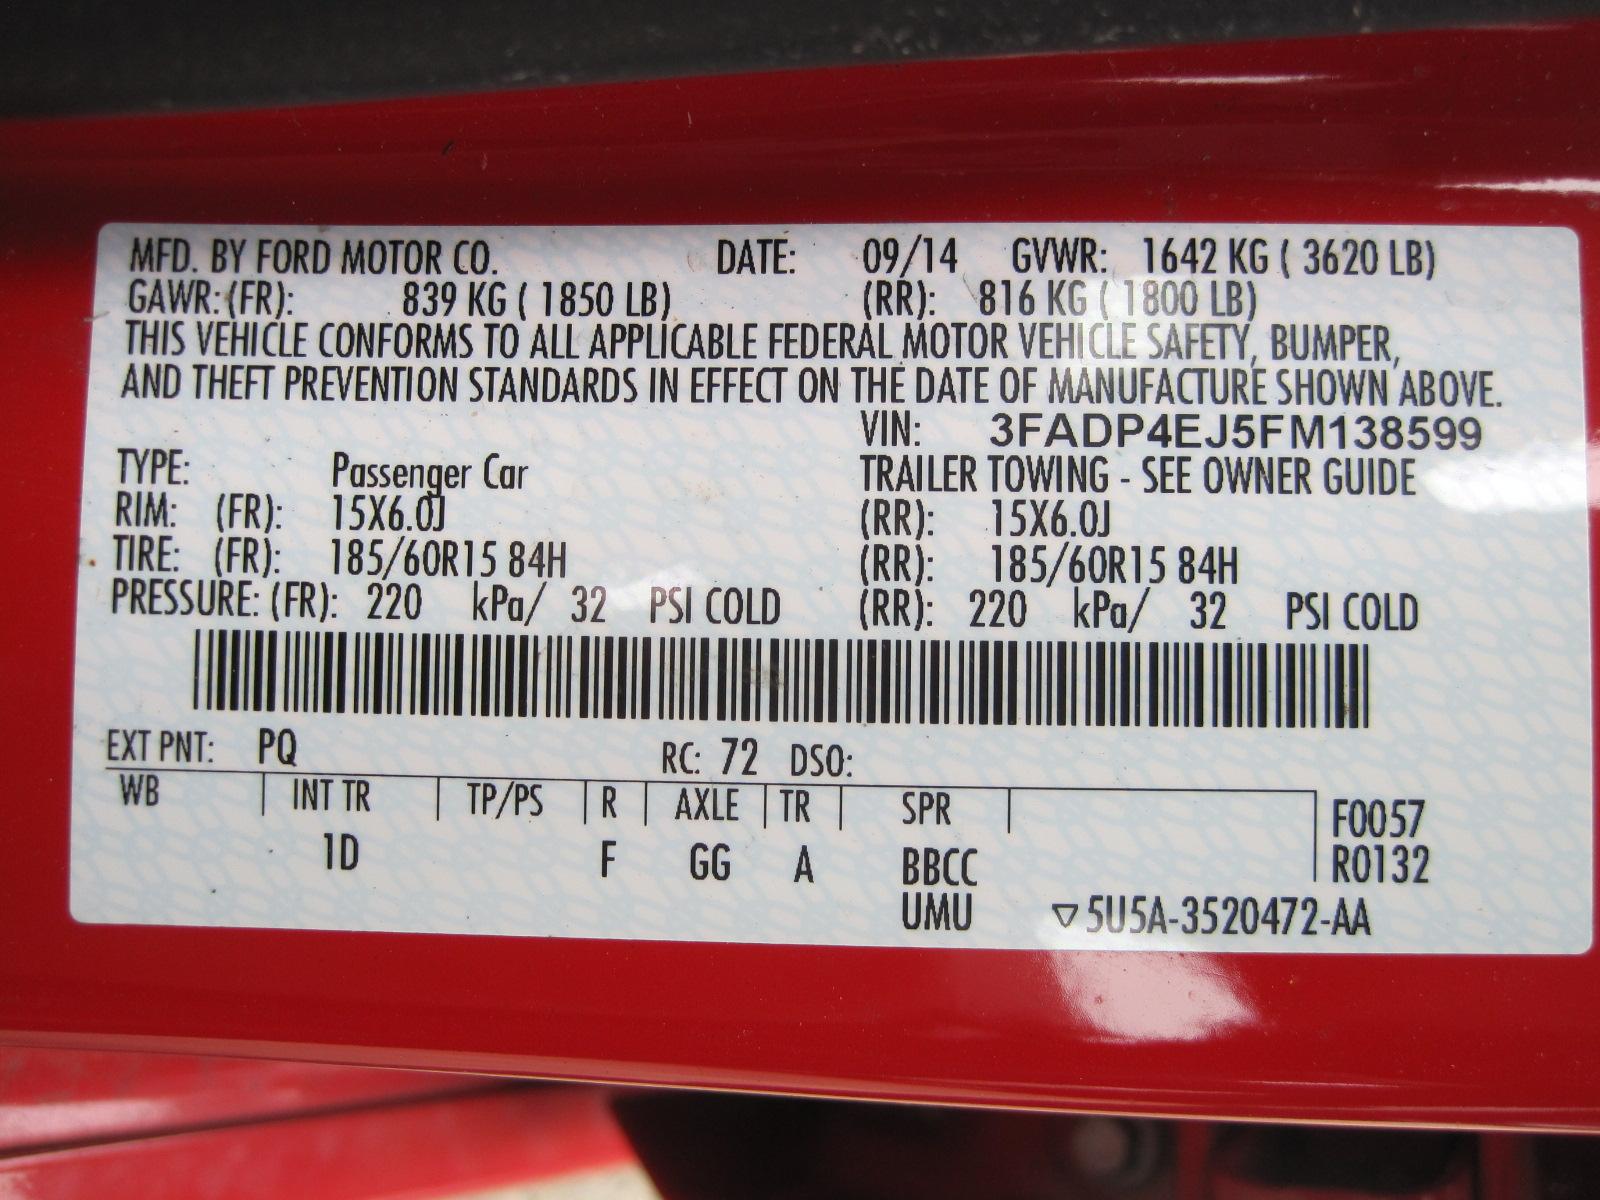 MFD. BY FORD MOTOR CO. DATE: 09/14 GVWR: 1642 KG ( 3620 LB)
GAWR: (FR): 839 KG ( 1850 LB) (RR): 816 KG ( 1800 LB)
THIS VEHICLE CONFORMS TO ALL APPLICABLE FEDERAL MOTOR VEHICLE SAFETY, BUMPER,
AND THEFT PREVENTION STANDARDS IN EFFECT ON THE DATE OF MANUFACTURE SHOWN ABOVE.
VIN: 3FADP4EJ5FM138599
TYPE: Passenger Car TRAILER TOWING - SEE OWNER GUIDE
RIM: (FR): 15X6.0J (RR): 15X6.0J
TIRE: (FR): 185/60R15 84H (RR): 185/60R15 84H
PRESSURE: (FR): 220 kPa/ 32 PSI COLD (RR): 220 kPa/ 32 PSI COLD
EXT PNT: PQ RC: 72 DSO:
WB INT TR TP/PS R AXLE TR SPR F0057
1D F GG A BBCC R0132
UMU ▽5U5A-3520472-AA